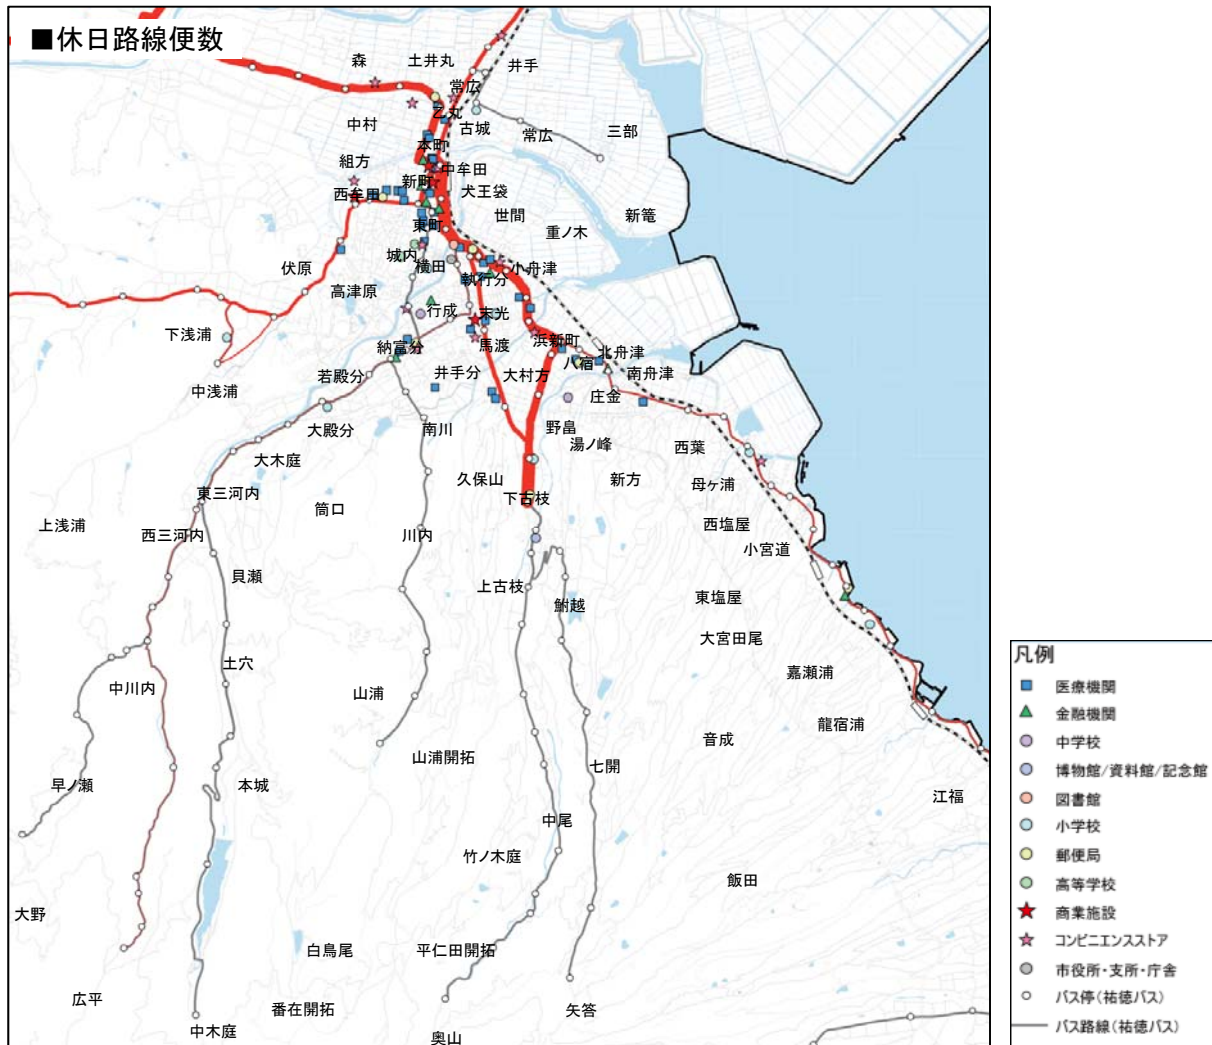 ■休日路線便数
森
土井丸
井手
常広
乙丸
古城
常広
三部
中村
本町
組方
中牟田
新町
西牟田
犬王袋
世間
新篭
東町
重ノ木
城内
横田
小舟津
伏原
執行分
高津原
行成
末光
下浅浦
浜新町
納富分
馬渡
北舟津
八宿
南舟津
中浅浦
若殿分
井手分
大村方
庄金
大殿分
南川
野畠
湯ノ峰
西葉
大木庭
久保山
新方
母ヶ浦
東三河内
下古枝
筒口
上浅浦
西三河内
川内
西塩屋
小宮道
貝瀬
上古枝
鮒越
東塩屋
大宮田尾
土穴
嘉瀬浦
中川内
山浦
龍宿浦
音成
山浦開拓
七開
早ノ瀬
本城
江福
中尾
竹ノ木庭
飯田
大野
白鳥尾
平仁田開拓
広平
番在開拓
矢答
中木庭
奥山
凡例
医療機関
金融機関
中学校
博物館/資料館/記念館
図書館
小学校
郵便局
高等学校
商業施設
コンビニエンスストア
市役所・支所・庁舎
バス停(祐徳バス)
バス路線(祐徳バス)